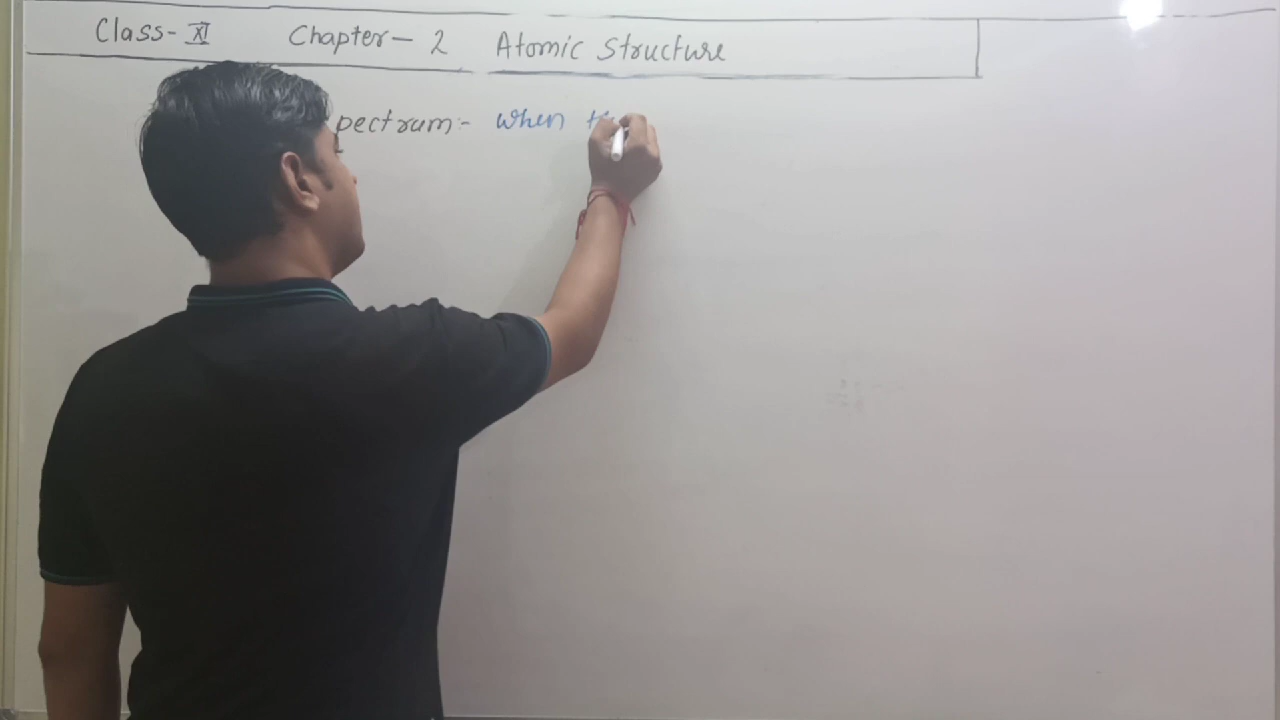 Class- XI Chapter- 2 Atomic Structure
pectrum:- when